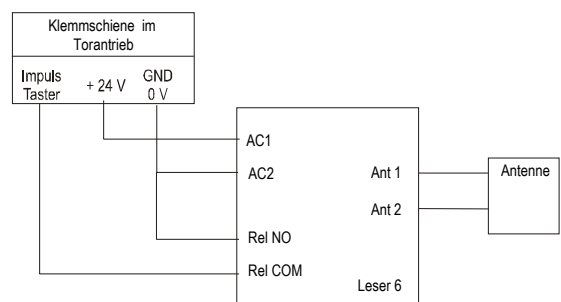 Klemmschiene im
Torantrieb
Impuls
Taster
+ 24 V
GND
0 V
AC1
AC2
Ant 1
Ant 2
Antenne
Rel NO
Rel COM
Leser 6